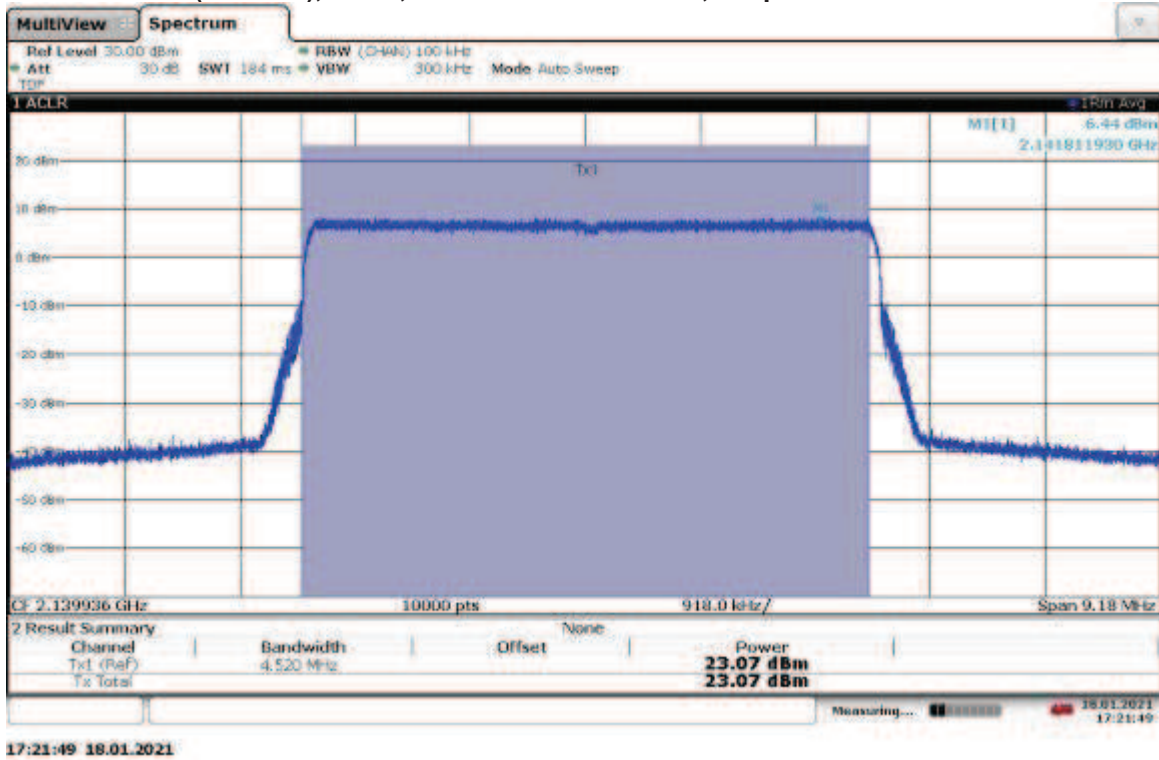 MultiView Spectrum
Ref Level 30.00 dBm RBW (CHAN) 100 kHz
Att 30 dB SWT 184 ms VBW 300 kHz Mode Auto Sweep
TDF
1 ACLR 1Rm Avg
M1[1] 6.44 dBm
2.141811930 GHz
20 dBm
Tx1
10 dBm
M1
0 dBm
-10 dBm
-20 dBm
-30 dBm
-50 dBm
-60 dBm
CF 2.139936 GHz 10000 pts 918.0 kHz/ Span 9.18 MHz
2 Result Summary None
Channel Bandwidth Offset Power
Tx1 (Ref) 4.520 MHz 23.07 dBm
Tx Total 23.07 dBm
Measuring... 18.01.2021
17:21:49
17:21:49 18.01.2021